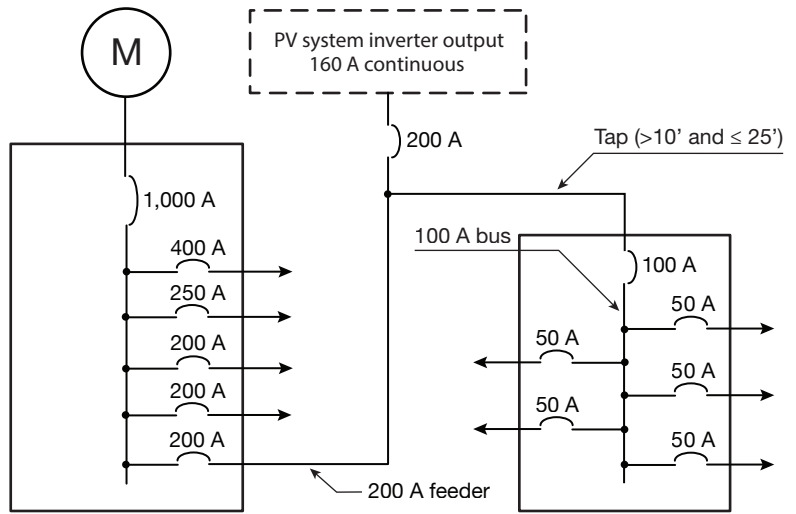 M
PV system inverter output
160 A continuous
200 A
Tap (>10’ and ≤ 25’)
1,000 A
400 A
250 A
200 A
200 A
200 A
200 A feeder
100 A bus
100 A
50 A
50 A
50 A
50 A
50 A